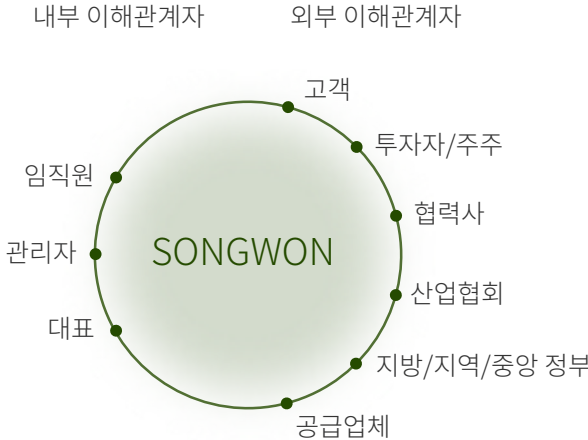 내부 이해관계자
외부 이해관계자
고객
투자자/주주
임직원
협력사
관리자
SONGWON
산업협회
대표
지방/지역/중앙 정부
공급업체